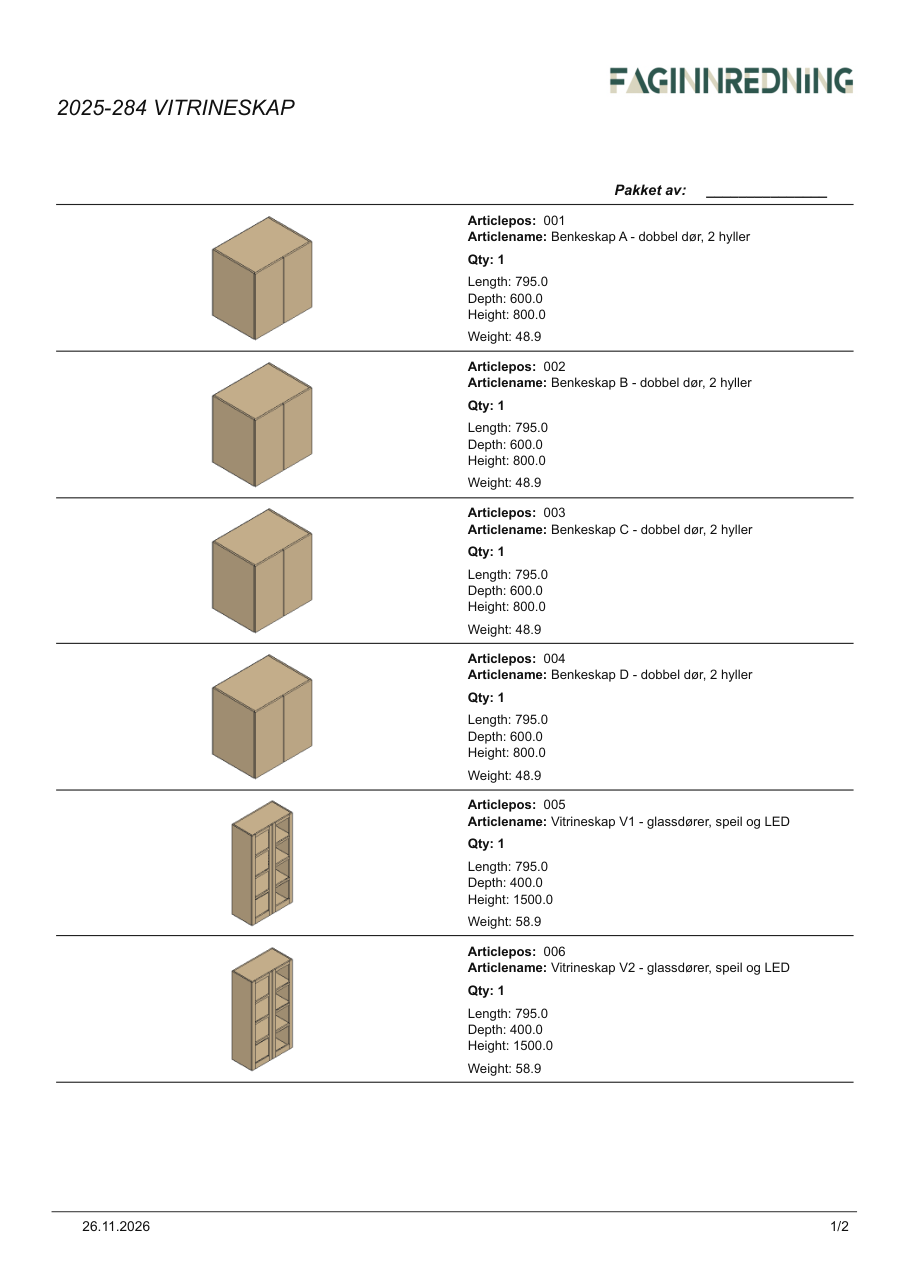 FAGINNREDNING
2025-284 VITRINESKAP
Pakket av: _______________
Articlepos: 001
Articlename: Benkeskap A - dobbel dør, 2 hyller
Qty: 1
Length: 795.0
Depth: 600.0
Height: 800.0
Weight: 48.9
Articlepos: 002
Articlename: Benkeskap B - dobbel dør, 2 hyller
Qty: 1
Length: 795.0
Depth: 600.0
Height: 800.0
Weight: 48.9
Articlepos: 003
Articlename: Benkeskap C - dobbel dør, 2 hyller
Qty: 1
Length: 795.0
Depth: 600.0
Height: 800.0
Weight: 48.9
Articlepos: 004
Articlename: Benkeskap D - dobbel dør, 2 hyller
Qty: 1
Length: 795.0
Depth: 600.0
Height: 800.0
Weight: 48.9
Articlepos: 005
Articlename: Vitrineskap V1 - glassdører, speil og LED
Qty: 1
Length: 795.0
Depth: 400.0
Height: 1500.0
Weight: 58.9
Articlepos: 006
Articlename: Vitrineskap V2 - glassdører, speil og LED
Qty: 1
Length: 795.0
Depth: 400.0
Height: 1500.0
Weight: 58.9
26.11.2026 1/2